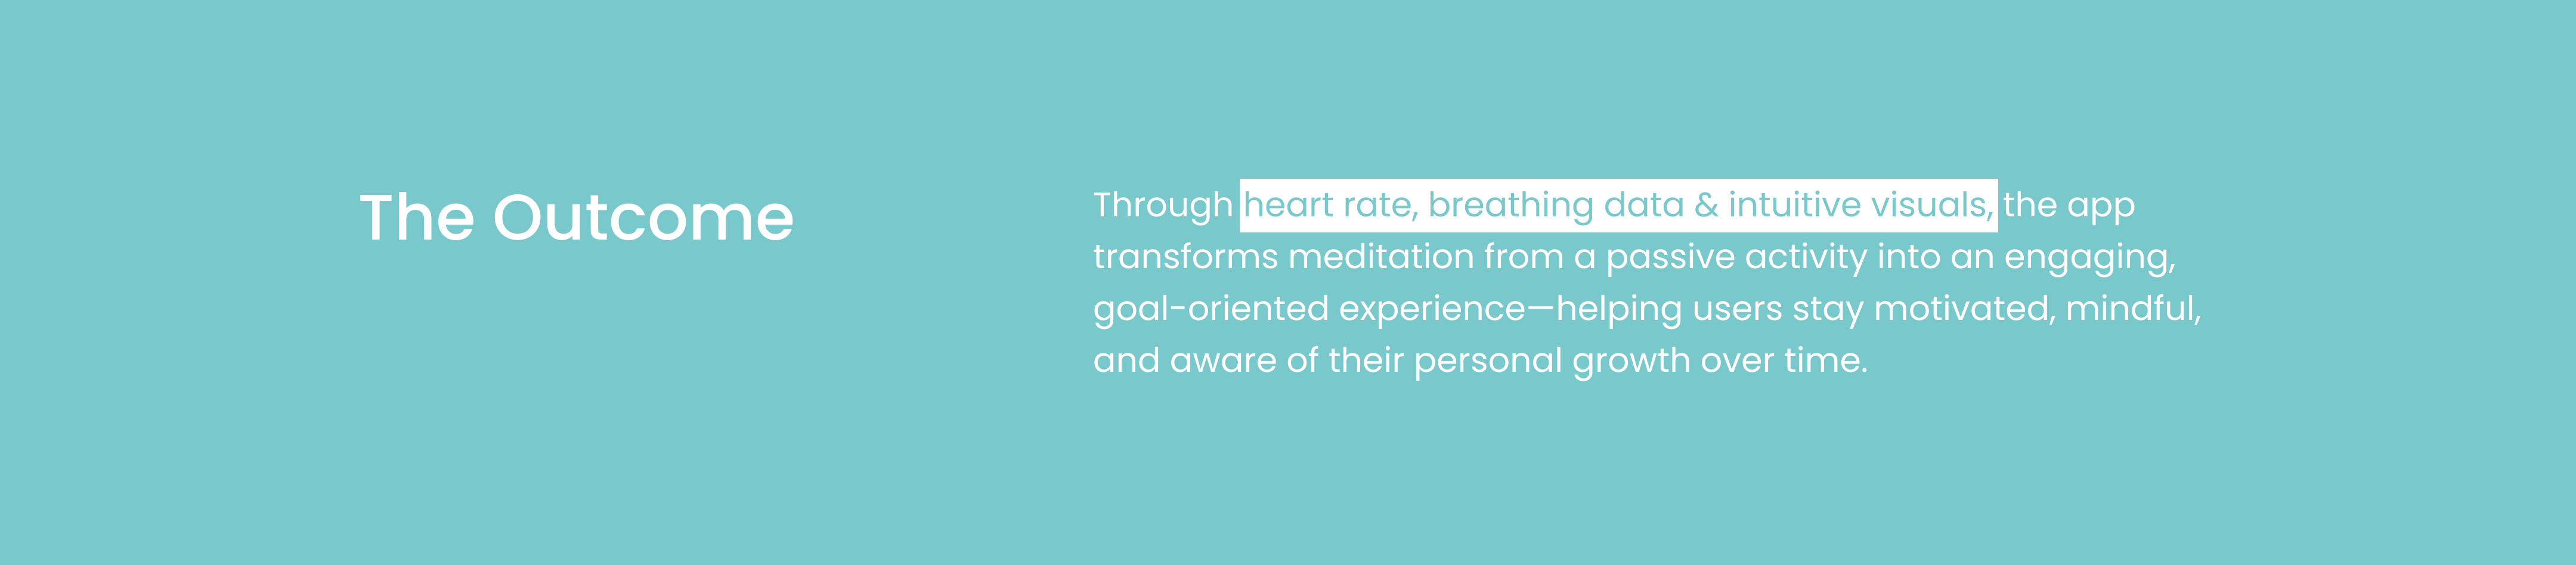 The Outcome
Through heart rate, breathing data & intuitive visuals, the app
transforms meditation from a passive activity into an engaging,
goal-oriented experience—helping users stay motivated, mindful,
and aware of their personal growth over time.